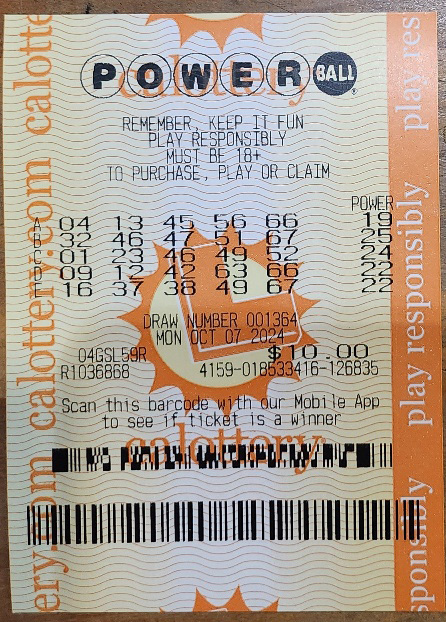 POWERBALL
REMEMBER, KEEP IT FUN
PLAY RESPONSIBLY
MUST BE 18+
TO PURCHASE, PLAY OR CLAIM
POWER
A 04 13 45 56 66 19
B 32 46 47 51 67 25
C 01 23 46 49 52 24
D 09 12 42 63 66 22
E 16 37 38 49 67 22
DRAW NUMBER 001364
MON OCT 07 2024
04GSL59R $10.00
R1036868 4159-018533416-126835
Scan this barcode with our Mobile App
to see if ticket is a winner
calottery
calottery
ery.com calottery.com calotte
play responsibly
play res
sponsibly